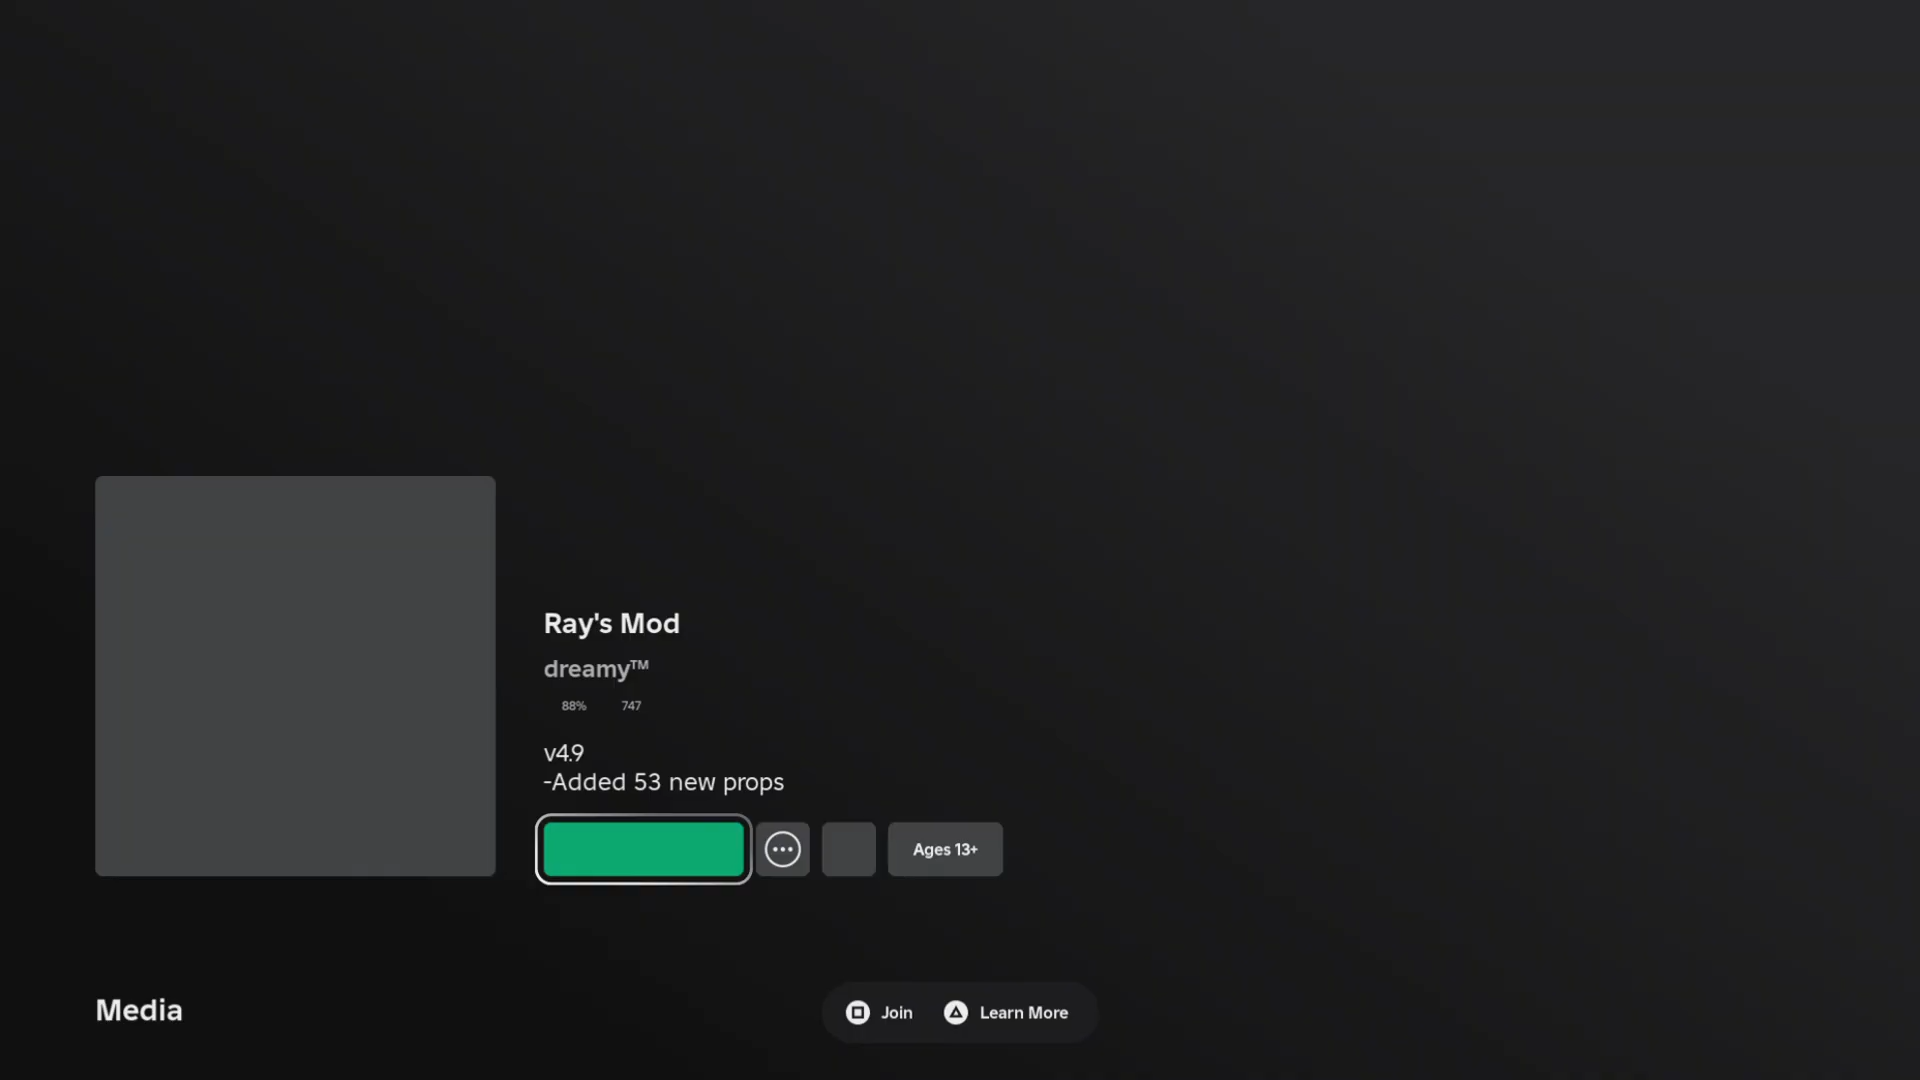 Ray's Mod
dreamy™
88% 747
v4.9
-Added 53 new props
Ages 13+
Media
Join Learn More